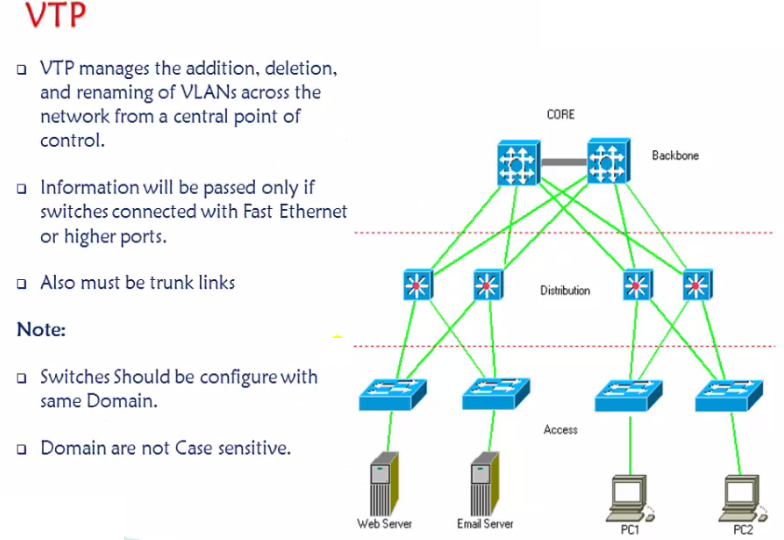 VTP
VTP manages the addition, deletion,
and renaming of VLANs across the
network from a central point of
control.
Information will be passed only if
switches connected with Fast Ethernet
or higher ports.
Also must be trunk links
Note:
Switches Should be configure with
same Domain.
Domain are not Case sensitive.
CORE
Backbone
Distribution
Access
Web Server
Email Server
PC1
PC2